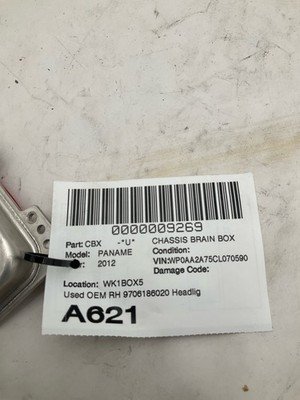 0000009269
Part: CBX -"U" CHASSIS BRAIN BOX
Model: PANAME Condition:
r: 2012 VIN:WP0AA2A75CL070590
Damage Code:
Location: WK1BOX5
Used OEM RH 9706186020 Headlig
A621